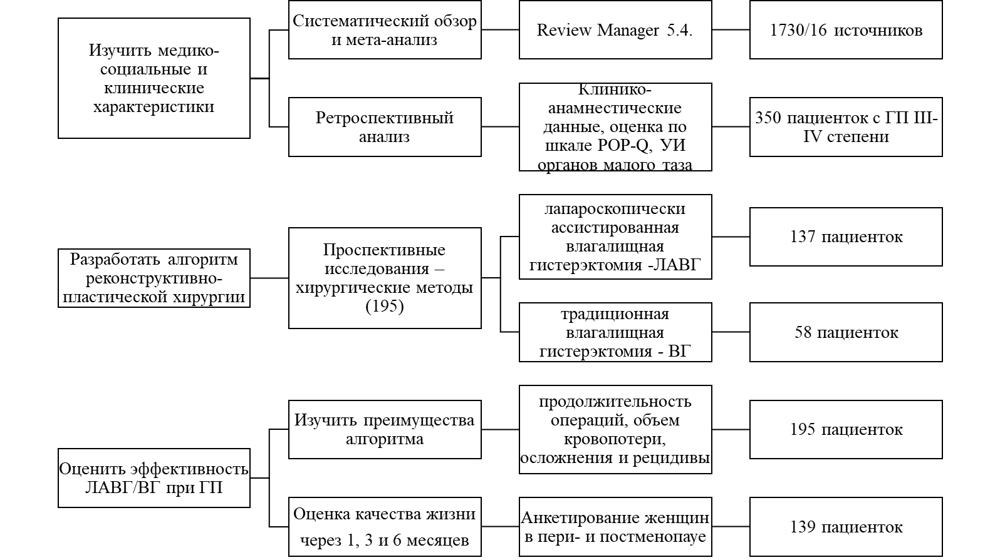 Изучить медико-
социальные и
клинические
характеристики
Систематический обзор
и мета-анализ
Review Manager 5.4.
1730/16 источников
Ретроспективный
анализ
Клинико-
анамнестические
данные, оценка по
шкале POP-Q, УИ
органов малого таза
350 пациенток с ГП III-
IV степени
Разработать алгоритм
реконструктивно-
пластической хирургии
Проспективные
исследования –
хирургические методы
(195)
лапароскопически
ассистированная
влагалищная
гистерэктомия -ЛАВГ
137 пациенток
традиционная
влагалищная
гистерэктомия - ВГ
58 пациенток
Оценить эффективность
ЛАВГ/ВГ при ГП
Изучить преимущества
алгоритма
продолжительность
операций, объем
кровопотери,
осложнения и рецидивы
195 пациенток
Оценка качества жизни
через 1, 3 и 6 месяцев
Анкетирование женщин
в пери- и постменопауе
139 пациенток